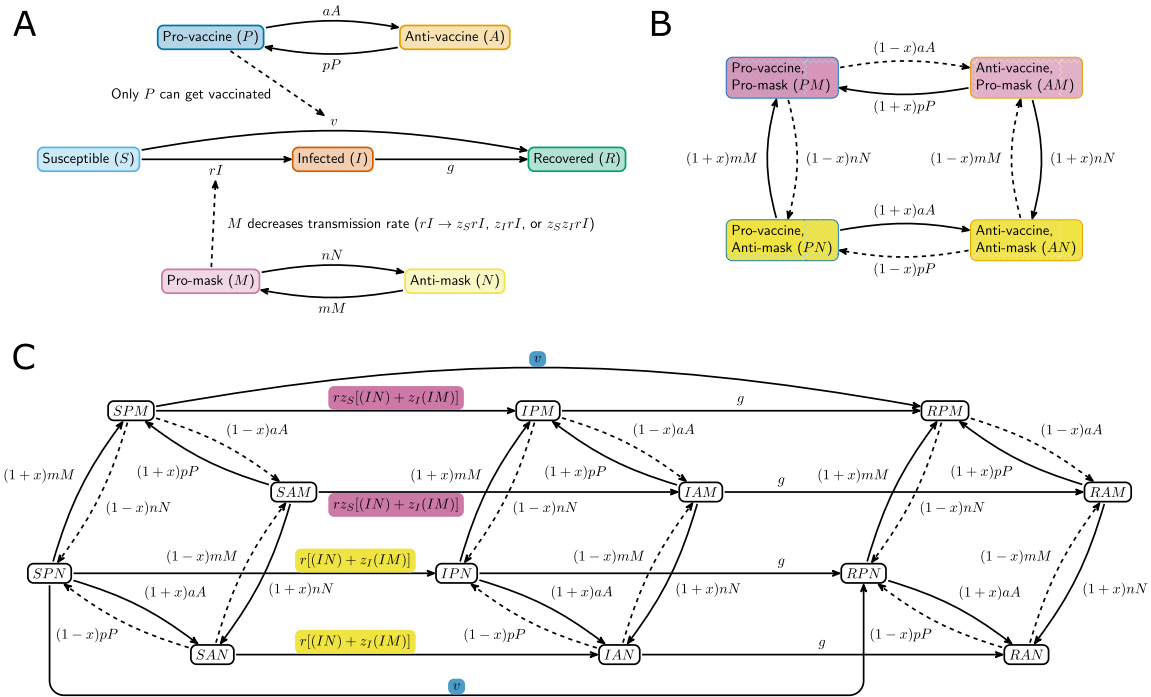 A
aA
Pro-vaccine (P)
Anti-vaccine (A)
pP
Only P can get vaccinated
v
Susceptible (S)
Infected (I)
Recovered (R)
rI
g
M decreases transmission rate (rI → z_S rI, z_I rI, or z_S z_I rI)
nN
Pro-mask (M)
Anti-mask (N)
mM
B
(1−x)aA
Pro-vaccine,
Pro-mask (PM)
Anti-vaccine,
Pro-mask (AM)
(1+x)pP
(1+x)mM
(1−x)nN
(1−x)mM
(1+x)nN
(1+x)aA
Pro-vaccine,
Anti-mask (PN)
Anti-vaccine,
Anti-mask (AN)
(1−x)pP
C
v
rz_S[(IN) + z_I(IM)]
g
SPM
IPM
RPM
(1−x)aA
(1−x)aA
(1−x)aA
(1+x)mM
(1+x)pP
(1+x)mM
(1+x)pP
(1+x)mM
(1+x)pP
SAM
IAM
g
RAM
(1−x)nN
rz_S[(IN) + z_I(IM)]
(1−x)nN
(1−x)nN
(1−x)mM
r[(IN) + z_I(IM)]
(1−x)mM
g
(1−x)mM
SPN
IPN
RPN
(1+x)aA
(1+x)nN
(1+x)aA
(1+x)nN
(1+x)aA
(1+x)nN
(1−x)pP
r[(IN) + z_I(IM)]
(1−x)pP
g
(1−x)pP
SAN
IAN
RAN
v